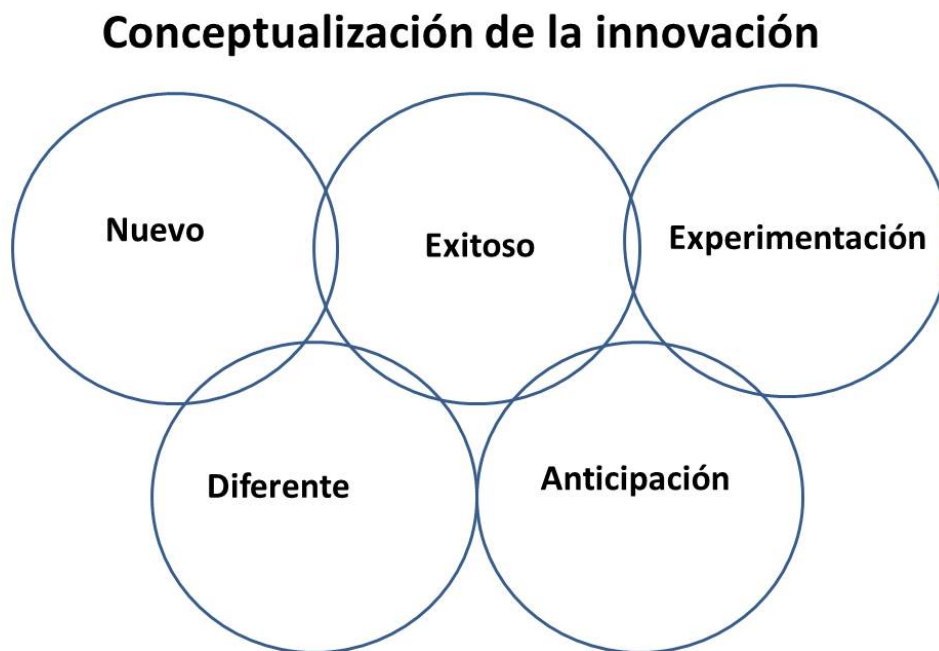 Conceptualización de la innovación
Nuevo
Exitoso
Experimentación
Diferente
Anticipación